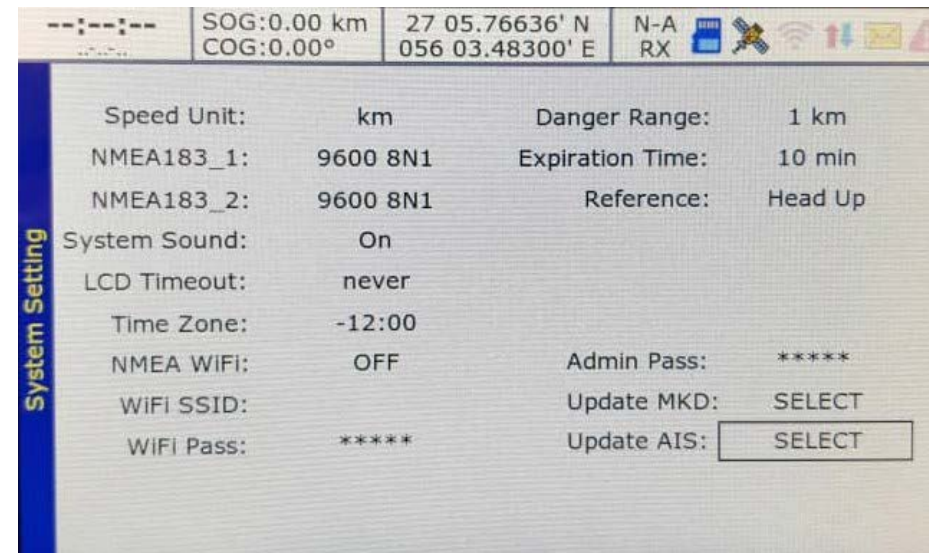 --:--:-- SOG:0.00 km 27 05.76636' N N-A
..-..-.. COG:0.00° 056 03.48300' E RX
System Setting
Speed Unit: km Danger Range: 1 km
NMEA183_1: 9600 8N1 Expiration Time: 10 min
NMEA183_2: 9600 8N1 Reference: Head Up
System Sound: On
LCD Timeout: never
Time Zone: -12:00
NMEA WiFi: OFF Admin Pass: *****
WiFi SSID: Update MKD: SELECT
WiFi Pass: ***** Update AIS: SELECT